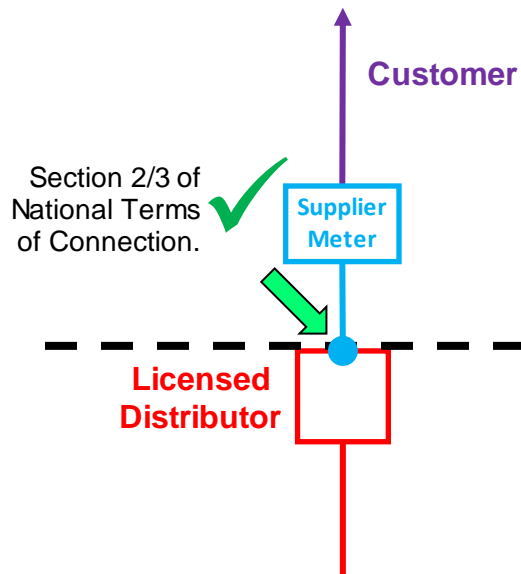 Customer
Section 2/3 of
National Terms
of Connection.
Supplier
Meter
Licensed
Distributor